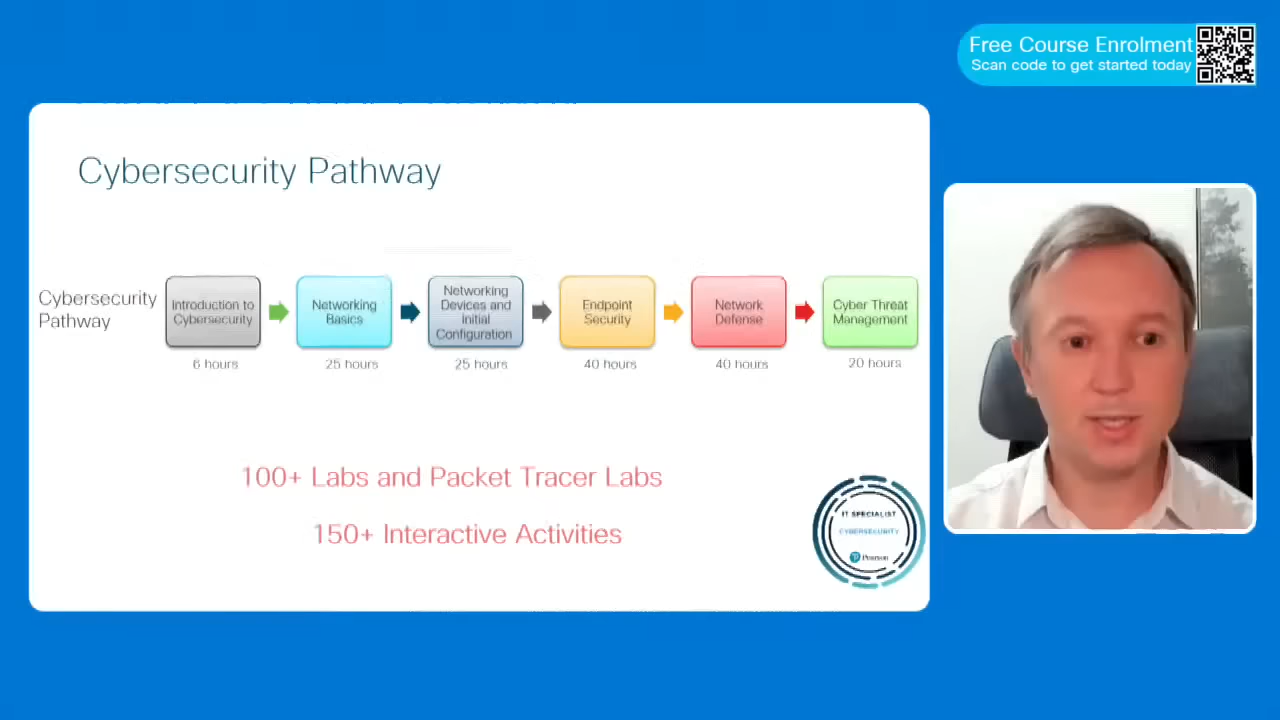 Free Course Enrolment
Scan code to get started today
Cybersecurity Pathway
Cybersecurity
Pathway
Introduction to
Cybersecurity
6 hours
Networking
Basics
25 hours
Networking
Devices and
Initial
Configuration
25 hours
Endpoint
Security
40 hours
Network
Defense
40 hours
Cyber Threat
Management
20 hours
100+ Labs and Packet Tracer Labs
150+ Interactive Activities
IT SPECIALIST
CYBERSECURITY
Pearson